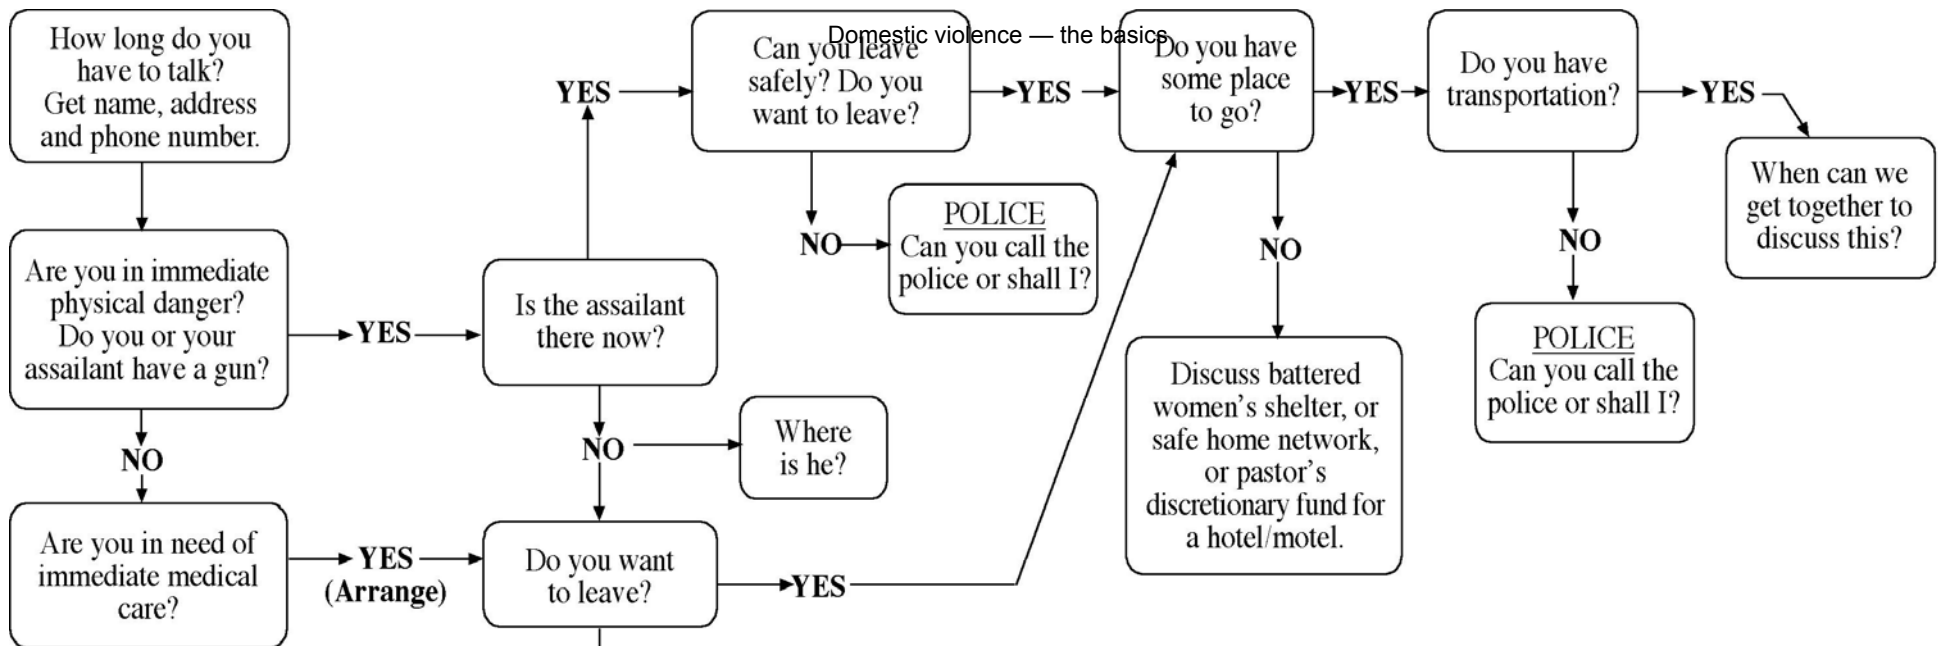 Domestic violence — the basics
How long do you
have to talk?
Get name, address
and phone number.
Are you in immediate
physical danger?
Do you or your
assailant have a gun?
YES
NO
Are you in need of
immediate medical
care?
YES
(Arrange)
Is the assailant
there now?
YES
NO
Where
is he?
Do you want
to leave?
YES
Can you leave
safely? Do you
want to leave?
YES
NO
POLICE
Can you call the
police or shall I?
Do you have
some place
to go?
YES
NO
Discuss battered
women's shelter, or
safe home network,
or pastor's
discretionary fund for
a hotel/motel.
Do you have
transportation?
YES
NO
POLICE
Can you call the
police or shall I?
When can we
get together to
discuss this?